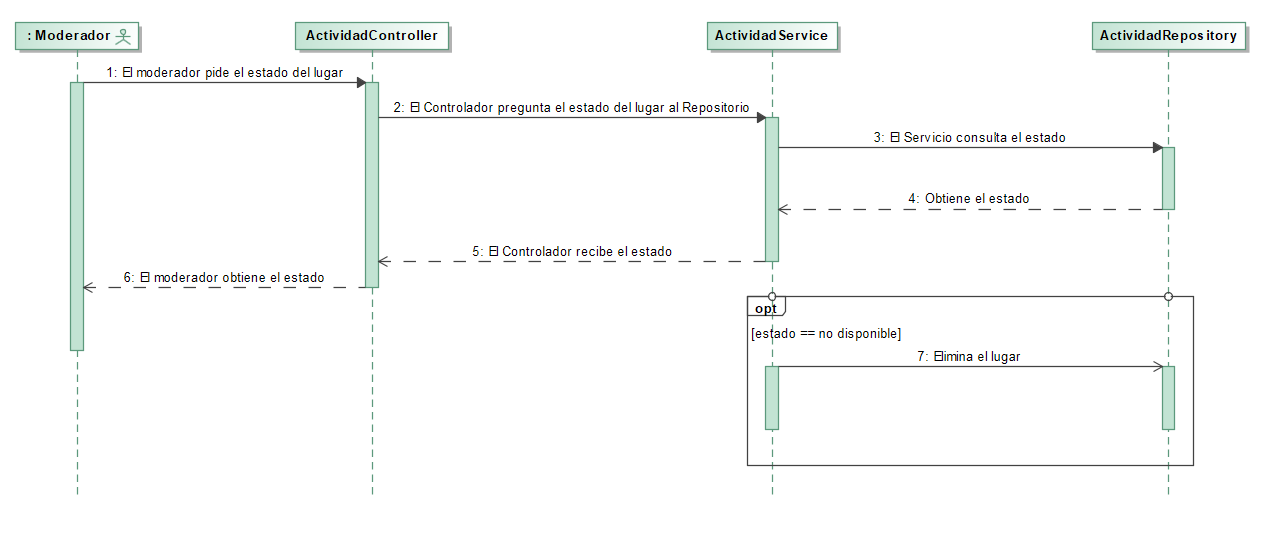 : Moderador
ActividadController
ActividadService
ActividadRepository
1: El moderador pide el estado del lugar
2: El Controlador pregunta el estado del lugar al Repositorio
3: El Servicio consulta el estado
4: Obtiene el estado
5: El Controlador recibe el estado
6: El moderador obtiene el estado
opt
[estado == no disponible]
7: Elimina el lugar